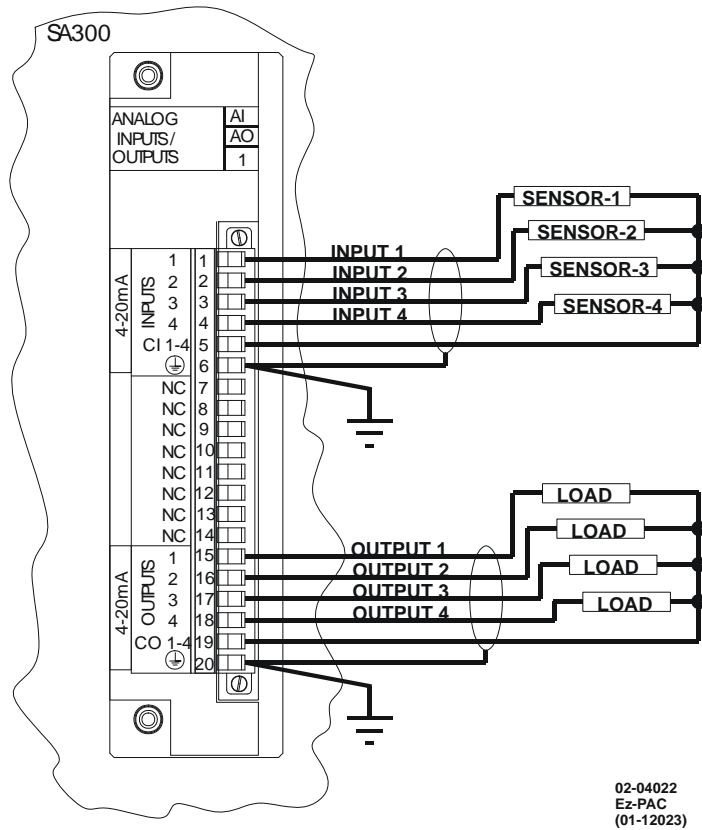 SA300
ANALOG INPUTS/ OUTPUTS
AI
AO
1
4-20mA
INPUTS
1 1
2 2
3 3
4 4
CI 1-4 5
6
NC 7
NC 8
NC 9
NC 10
NC 11
NC 12
NC 13
NC 14
4-20mA
OUTPUTS
1 15
2 16
3 17
4 18
CO 1-4 19
20
INPUT 1
INPUT 2
INPUT 3
INPUT 4
SENSOR-1
SENSOR-2
SENSOR-3
SENSOR-4
OUTPUT 1
OUTPUT 2
OUTPUT 3
OUTPUT 4
LOAD
LOAD
LOAD
LOAD
02-04022
Ez-PAC
(01-12023)